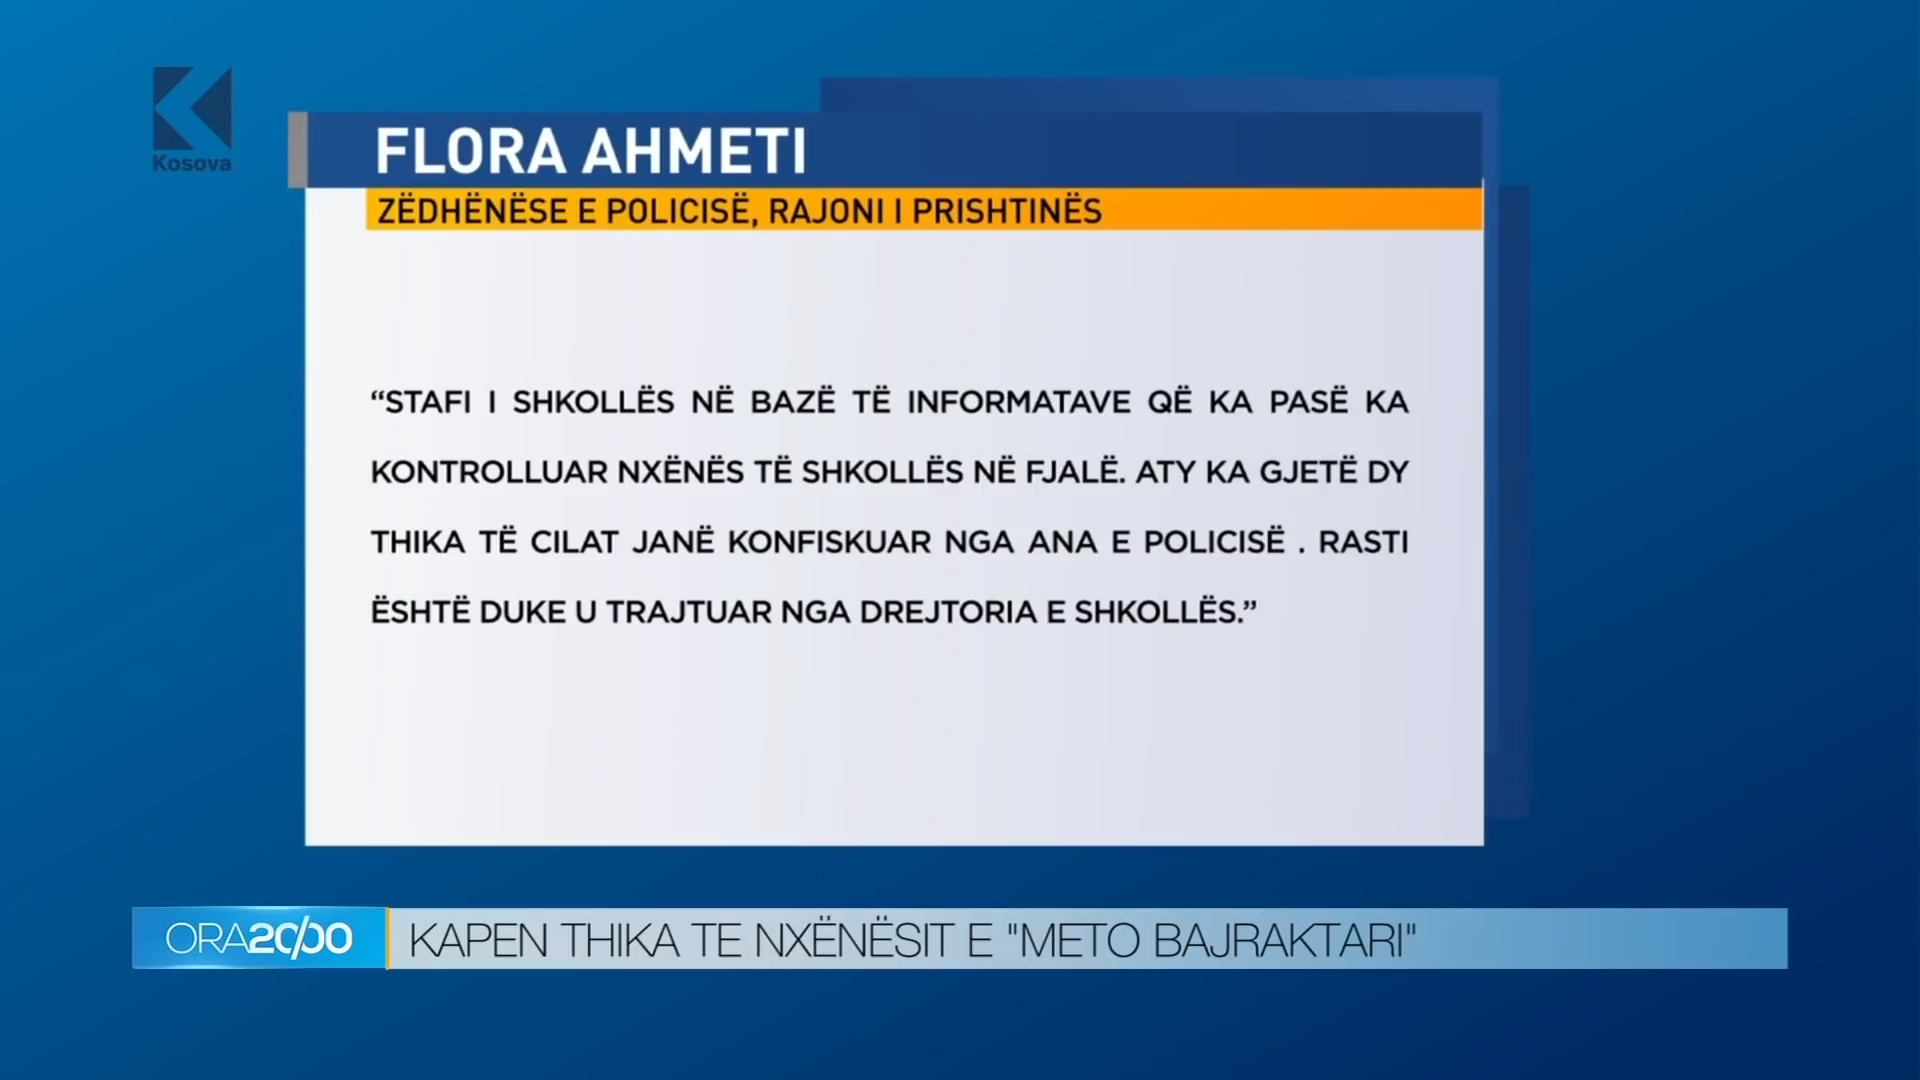 Kosova
FLORA AHMETI
ZËDHËNËSE E POLICISË, RAJONI I PRISHTINËS
“STAFI I SHKOLLËS NË BAZË TË INFORMATAVE QË KA PASË KA
KONTROLLUAR NXËNËS TË SHKOLLËS NË FJALË. ATY KA GJETË DY
THIKA TË CILAT JANË KONFISKUAR NGA ANA E POLICISË . RASTI
ËSHTË DUKE U TRAJTUAR NGA DREJTORIA E SHKOLLËS.”
ORA20/00 KAPEN THIKA TE NXËNËSIT E "METO BAJRAKTARI"